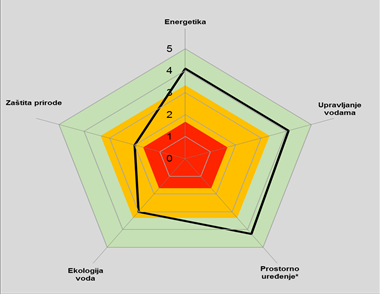 Energetika
5
4
3
2
1
0
Zaštita prirode
Upravljanje
vodama
Ekologija
voda
Prostorno
uređenje*